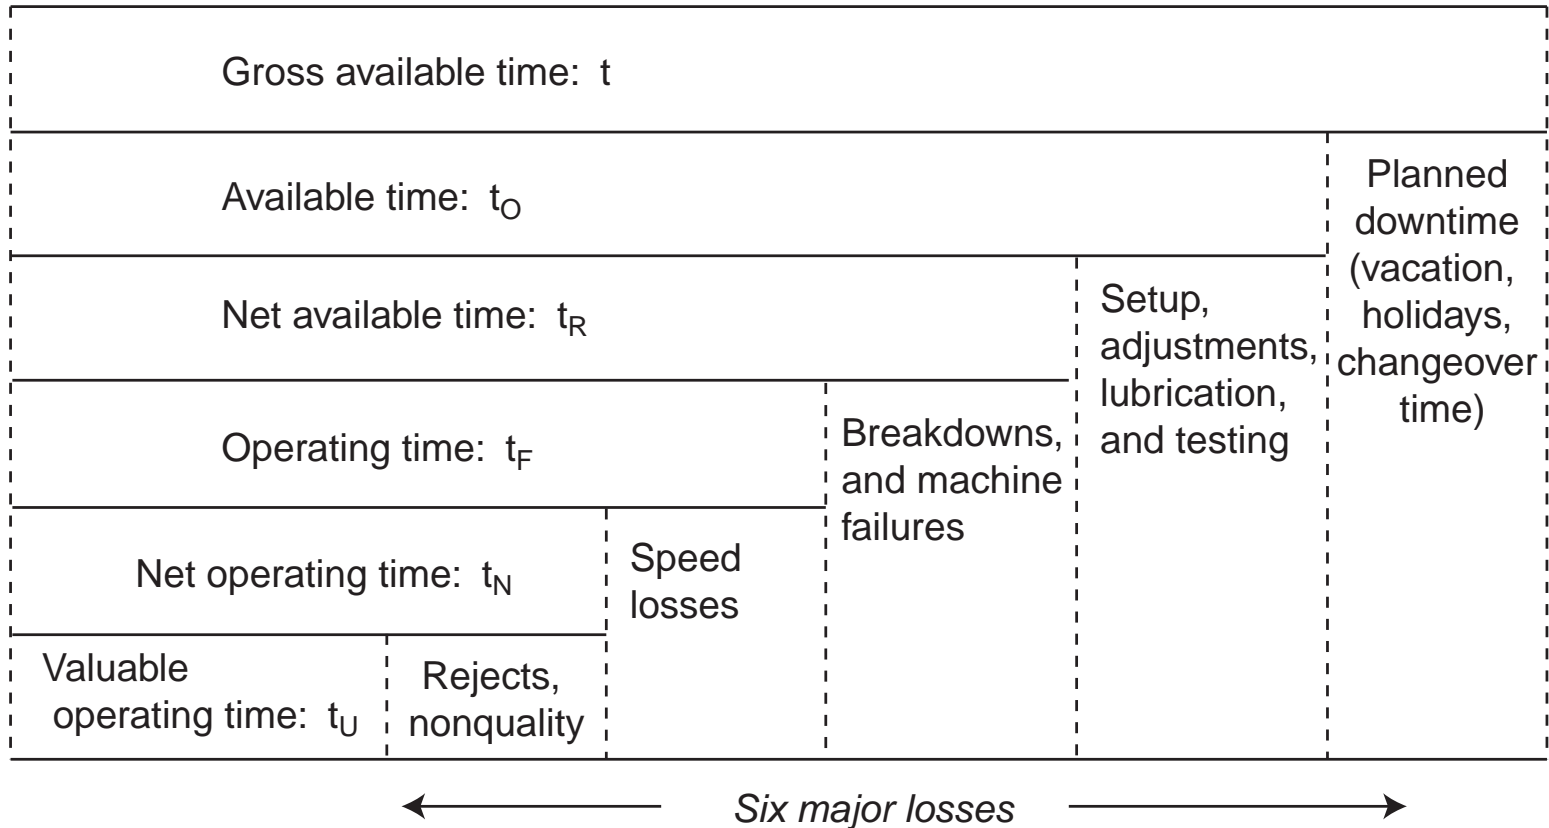 Gross available time: t
Available time: tO
Planned
downtime
(vacation,
holidays,
changeover
time)
Net available time: tR
Setup,
adjustments,
lubrication,
and testing
Operating time: tF
Breakdowns,
and machine
failures
Net operating time: tN
Speed
losses
Valuable
operating time: tU
Rejects,
nonquality
Six major losses